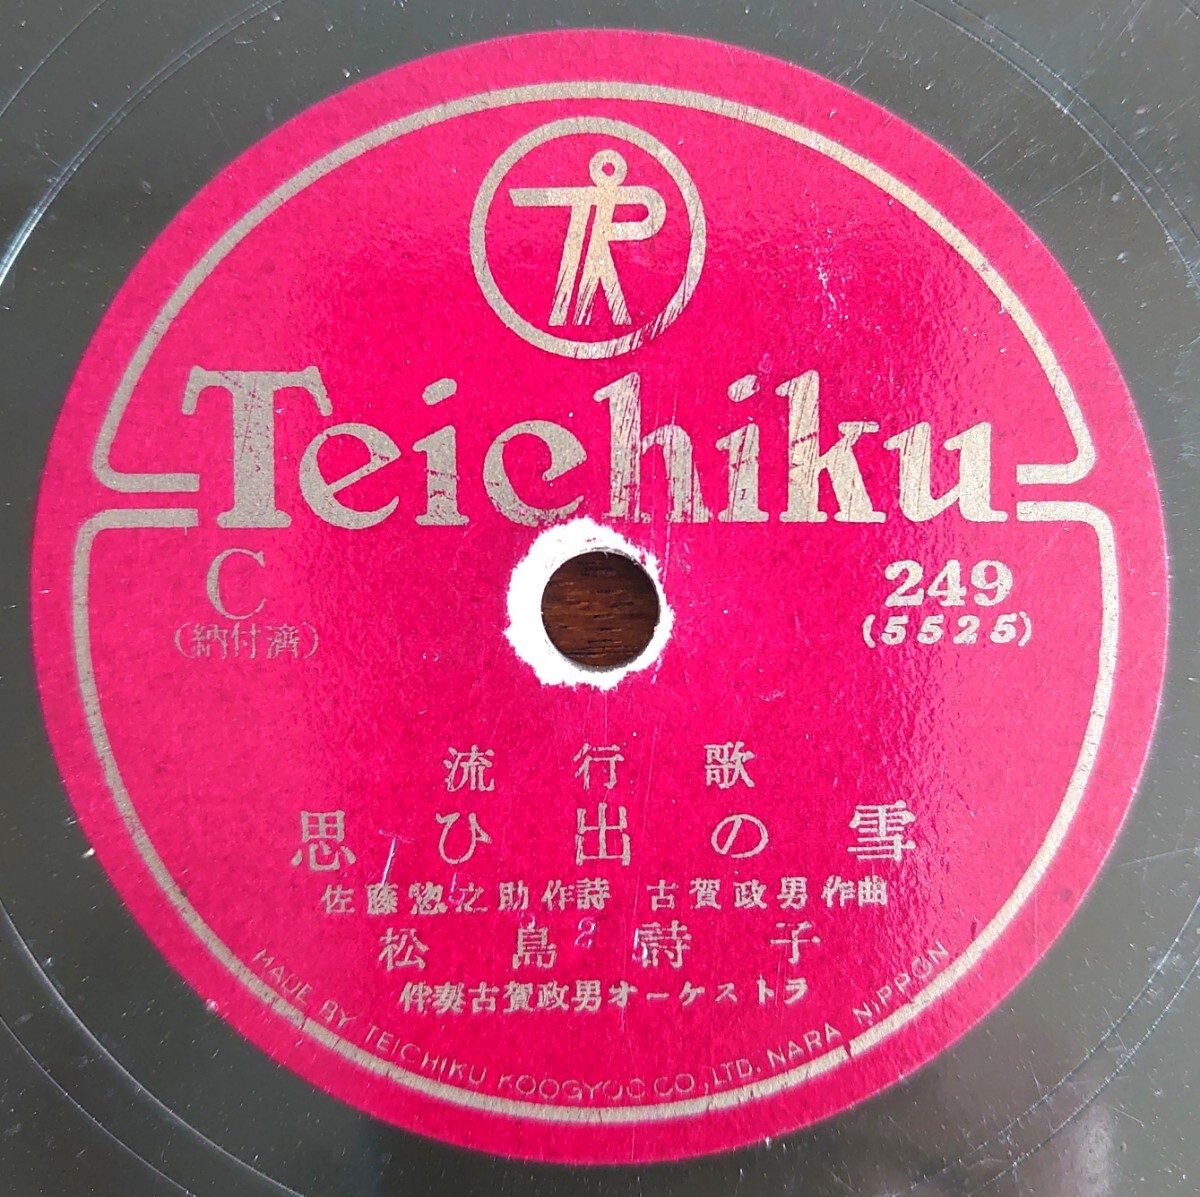 Teichiku
C
(納付濟)
249
(5525)
流行歌
思ひ出の雪
佐藤惣之助作詩 古賀政男作曲
松島詩子
伴奏古賀政男オーケストラ
MADE BY TEICHIKU KOOGYOO CO., LTD. NARA NIPPON